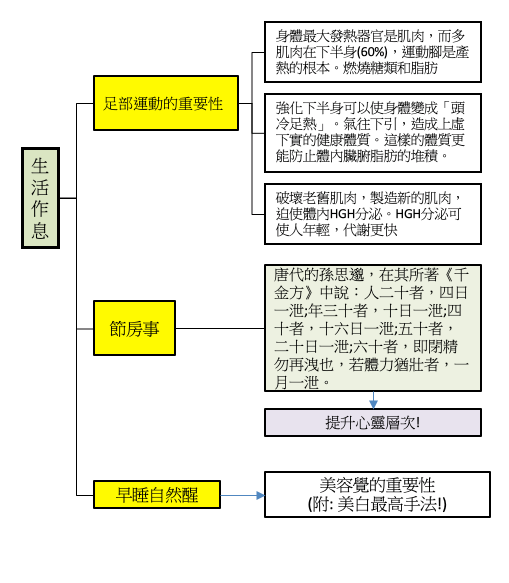 生
活
作
息
足部運動的重要性
身體最大發熱器官是肌肉，而多
肌肉在下半身(60%)，運動腳是產
熱的根本。燃燒糖類和脂肪
強化下半身可以使身體變成「頭
冷足熱」。氣往下引，造成上虛
下實的健康體質。這樣的體質更
能防止體內臟腑脂肪的堆積。
破壞老舊肌肉，製造新的肌肉，
迫使體內HGH分泌。HGH分泌可
使人年輕，代謝更快
節房事
唐代的孫思邈，在其所著《千
金方》中說：人二十者，四日
一泄;年三十者，十日一泄;四
十者，十六日一泄;五十者，
二十日一泄;六十者，即閉精
勿再洩也，若體力猶壯者，一
月一泄。
提升心靈層次!
早睡自然醒
美容覺的重要性
(附: 美白最高手法!)